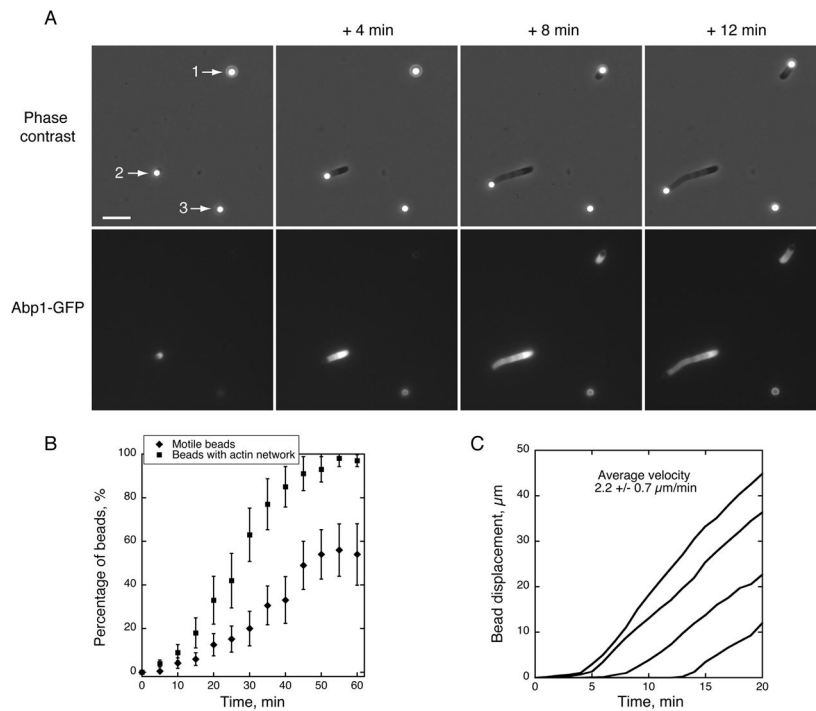 A
+ 4 min
+ 8 min
+ 12 min
Phase
contrast
1
2
3
Abp1-GFP
B
Motile beads
Beads with actin network
Percentage of beads, %
100
80
60
40
20
0
0
10
20
30
40
50
60
Time, min
C
Average velocity
2.2 +/- 0.7 µm/min
Bead displacement, µm
50
40
30
20
10
0
0
5
10
15
20
Time, min